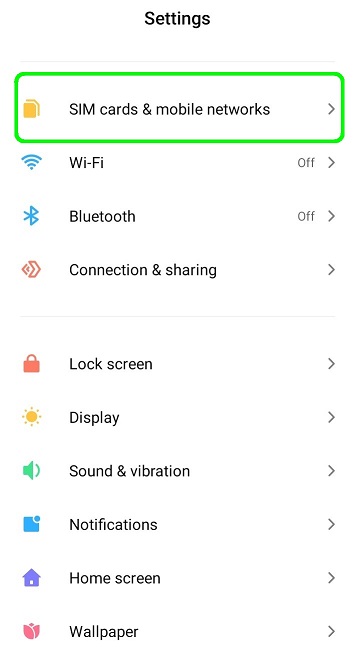 Settings
SIM cards & mobile networks
Wi-Fi Off
Bluetooth Off
Connection & sharing
Lock screen
Display
Sound & vibration
Notifications
Home screen
Wallpaper